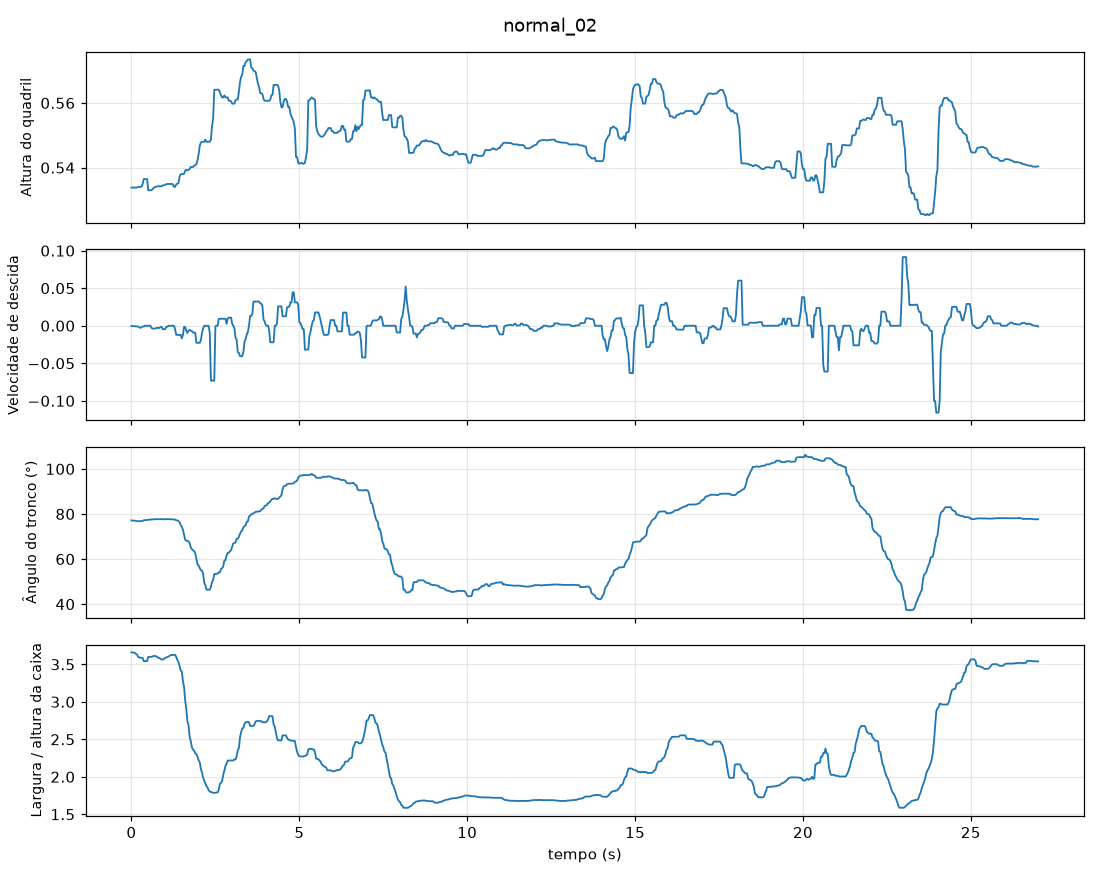 normal_02
Altura do quadril
0.56
0.54
Velocidade de descida
0.10
0.05
0.00
−0.05
−0.10
Ângulo do tronco (°)
100
80
60
40
Largura / altura da caixa
3.5
3.0
2.5
2.0
1.5
0 5 10 15 20 25
tempo (s)